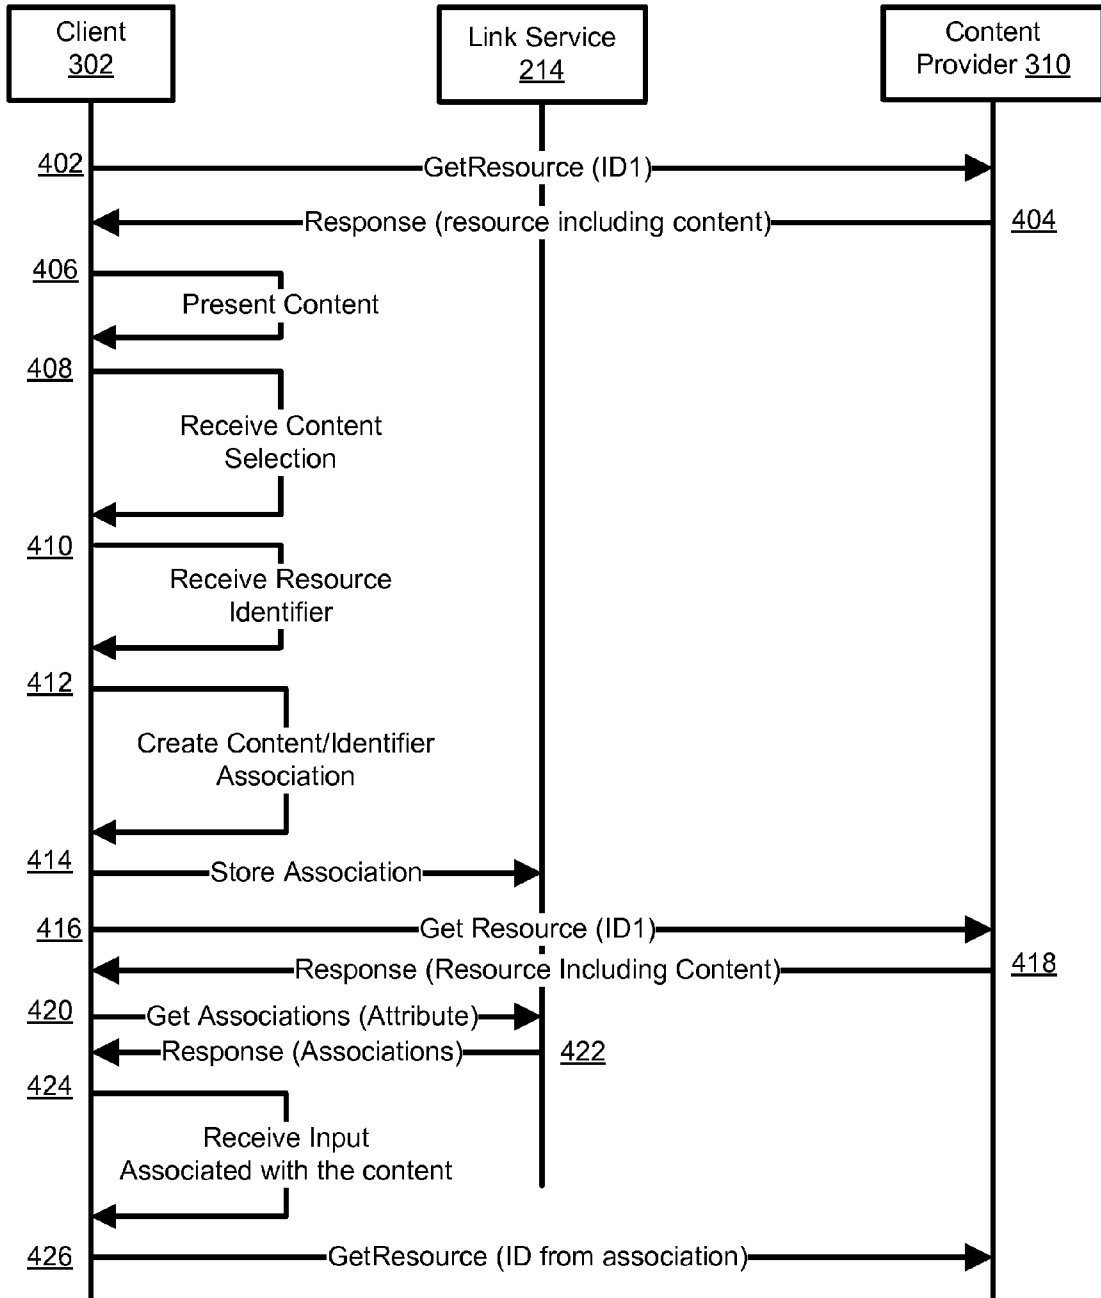 Client
302
Link Service
214
Content
Provider 310
402
GetResource (ID1)
Response (resource including content)
404
406
Present Content
408
Receive Content
Selection
410
Receive Resource
Identifier
412
Create Content/Identifier
Association
414
Store Association
416
Get Resource (ID1)
Response (Resource Including Content)
418
420
Get Associations (Attribute)
Response (Associations)
422
424
Receive Input
Associated with the content
426
GetResource (ID from association)